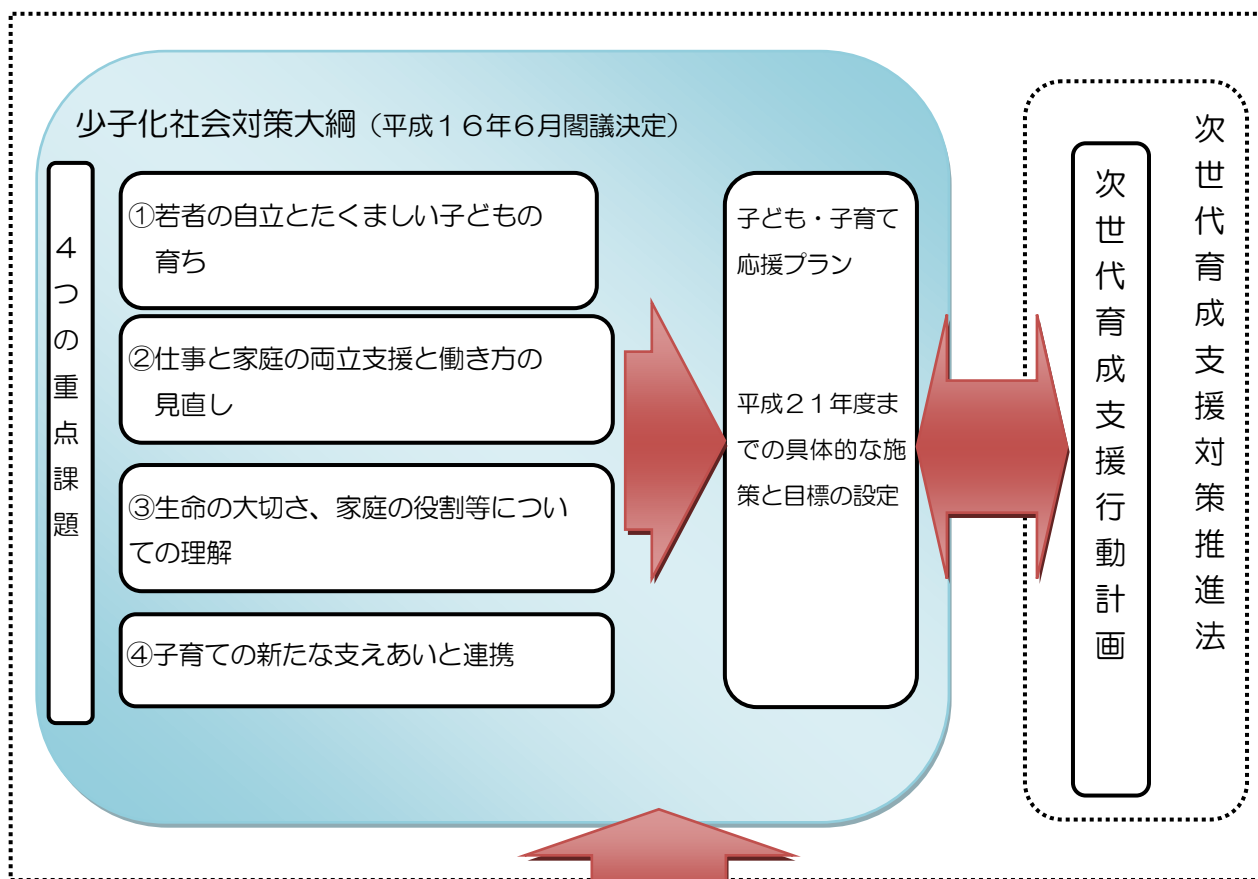 少子化社会対策大綱（平成１６年６月閣議決定）
４つの重点課題
①若者の自立とたくましい子どもの
育ち
②仕事と家庭の両立支援と働き方の
見直し
③生命の大切さ、家庭の役割等につい
ての理解
④子育ての新たな支えあいと連携
子ども・子育て
応援プラン
平成２１年度ま
での具体的な施
策と目標の設定
次世代育成支援行動計画
次世代育成支援対策推進法